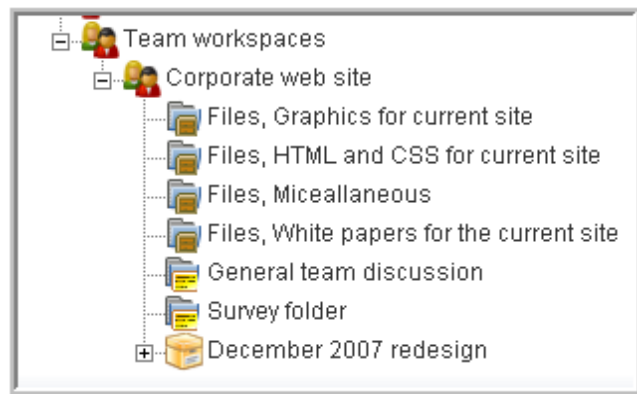 Team workspaces
Corporate web site
Files, Graphics for current site
Files, HTML and CSS for current site
Files, Miceallaneous
Files, White papers for the current site
General team discussion
Survey folder
December 2007 redesign